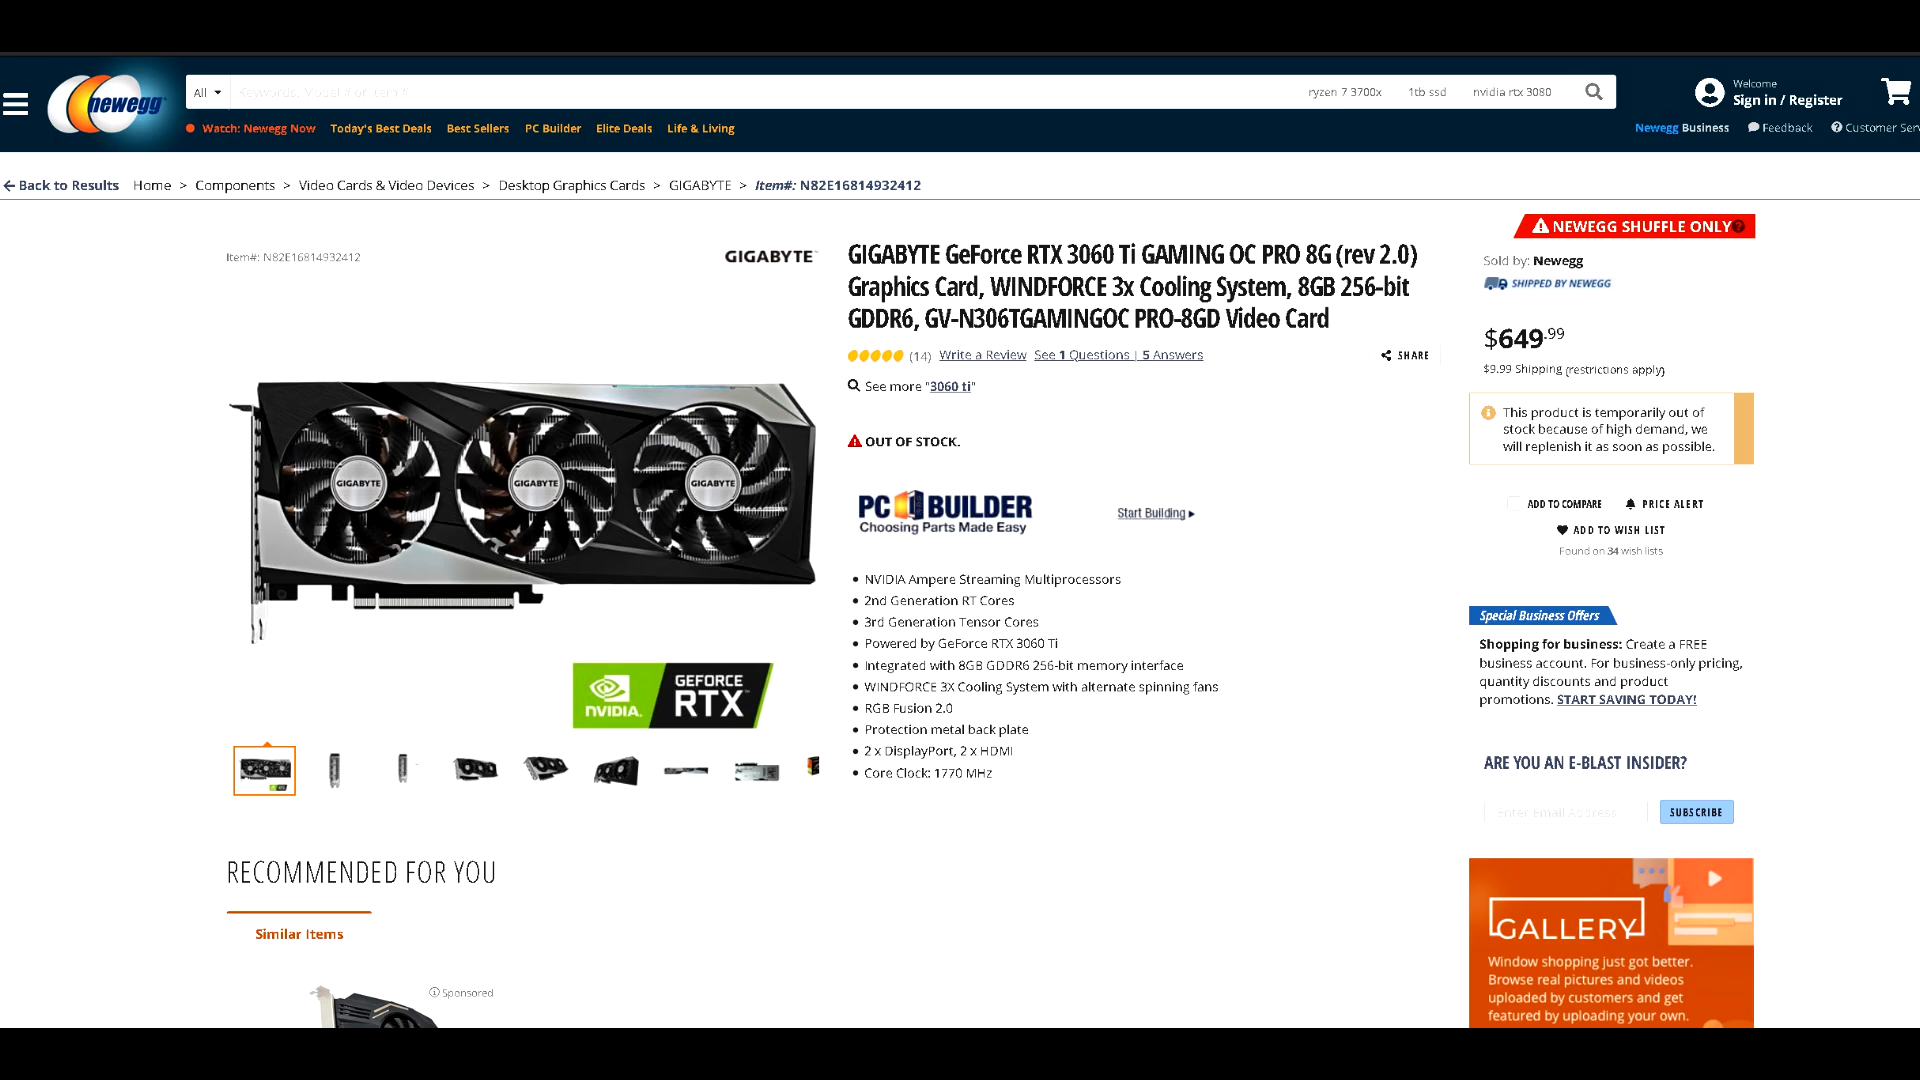 newegg
All
Keywords, Model # or Item #
ryzen 7 3700x
1tb ssd
nvidia rtx 3080
Welcome
Sign in / Register
Watch: Newegg Now
Today's Best Deals
Best Sellers
PC Builder
Elite Deals
Life & Living
Newegg Business
Feedback
Customer Serv
Back to Results
Home > Components > Video Cards & Video Devices > Desktop Graphics Cards > GIGABYTE > Item#: N82E16814932412
Item#: N82E16814932412
GIGABYTE
GIGABYTE
GIGABYTE
GIGABYTE
NVIDIA.
GEFORCE
RTX
GIGABYTE GeForce RTX 3060 Ti GAMING OC PRO 8G (rev 2.0)
Graphics Card, WINDFORCE 3x Cooling System, 8GB 256-bit
GDDR6, GV-N306TGAMINGOC PRO-8GD Video Card
(14) Write a Review See 1 Questions | 5 Answers
SHARE
See more "3060 ti"
OUT OF STOCK.
PC BUILDER
Choosing Parts Made Easy
Start Building
• NVIDIA Ampere Streaming Multiprocessors
• 2nd Generation RT Cores
• 3rd Generation Tensor Cores
• Powered by GeForce RTX 3060 Ti
• Integrated with 8GB GDDR6 256-bit memory interface
• WINDFORCE 3X Cooling System with alternate spinning fans
• RGB Fusion 2.0
• Protection metal back plate
• 2 x DisplayPort, 2 x HDMI
• Core Clock: 1770 MHz
NEWEGG SHUFFLE ONLY
Sold by: Newegg
SHIPPED BY NEWEGG
$649.99
$9.99 Shipping (restrictions apply)
This product is temporarily out of
stock because of high demand, we
will replenish it as soon as possible.
ADD TO COMPARE
PRICE ALERT
ADD TO WISH LIST
Found on 34 wish lists
Special Business Offers
Shopping for business: Create a FREE
business account. For business-only pricing,
quantity discounts and product
promotions. START SAVING TODAY!
ARE YOU AN E-BLAST INSIDER?
Enter Email Address
SUBSCRIBE
GALLERY
Window shopping just got better.
Browse real pictures and videos
uploaded by customers and get
featured by uploading your own.
RECOMMENDED FOR YOU
Similar Items
Sponsored